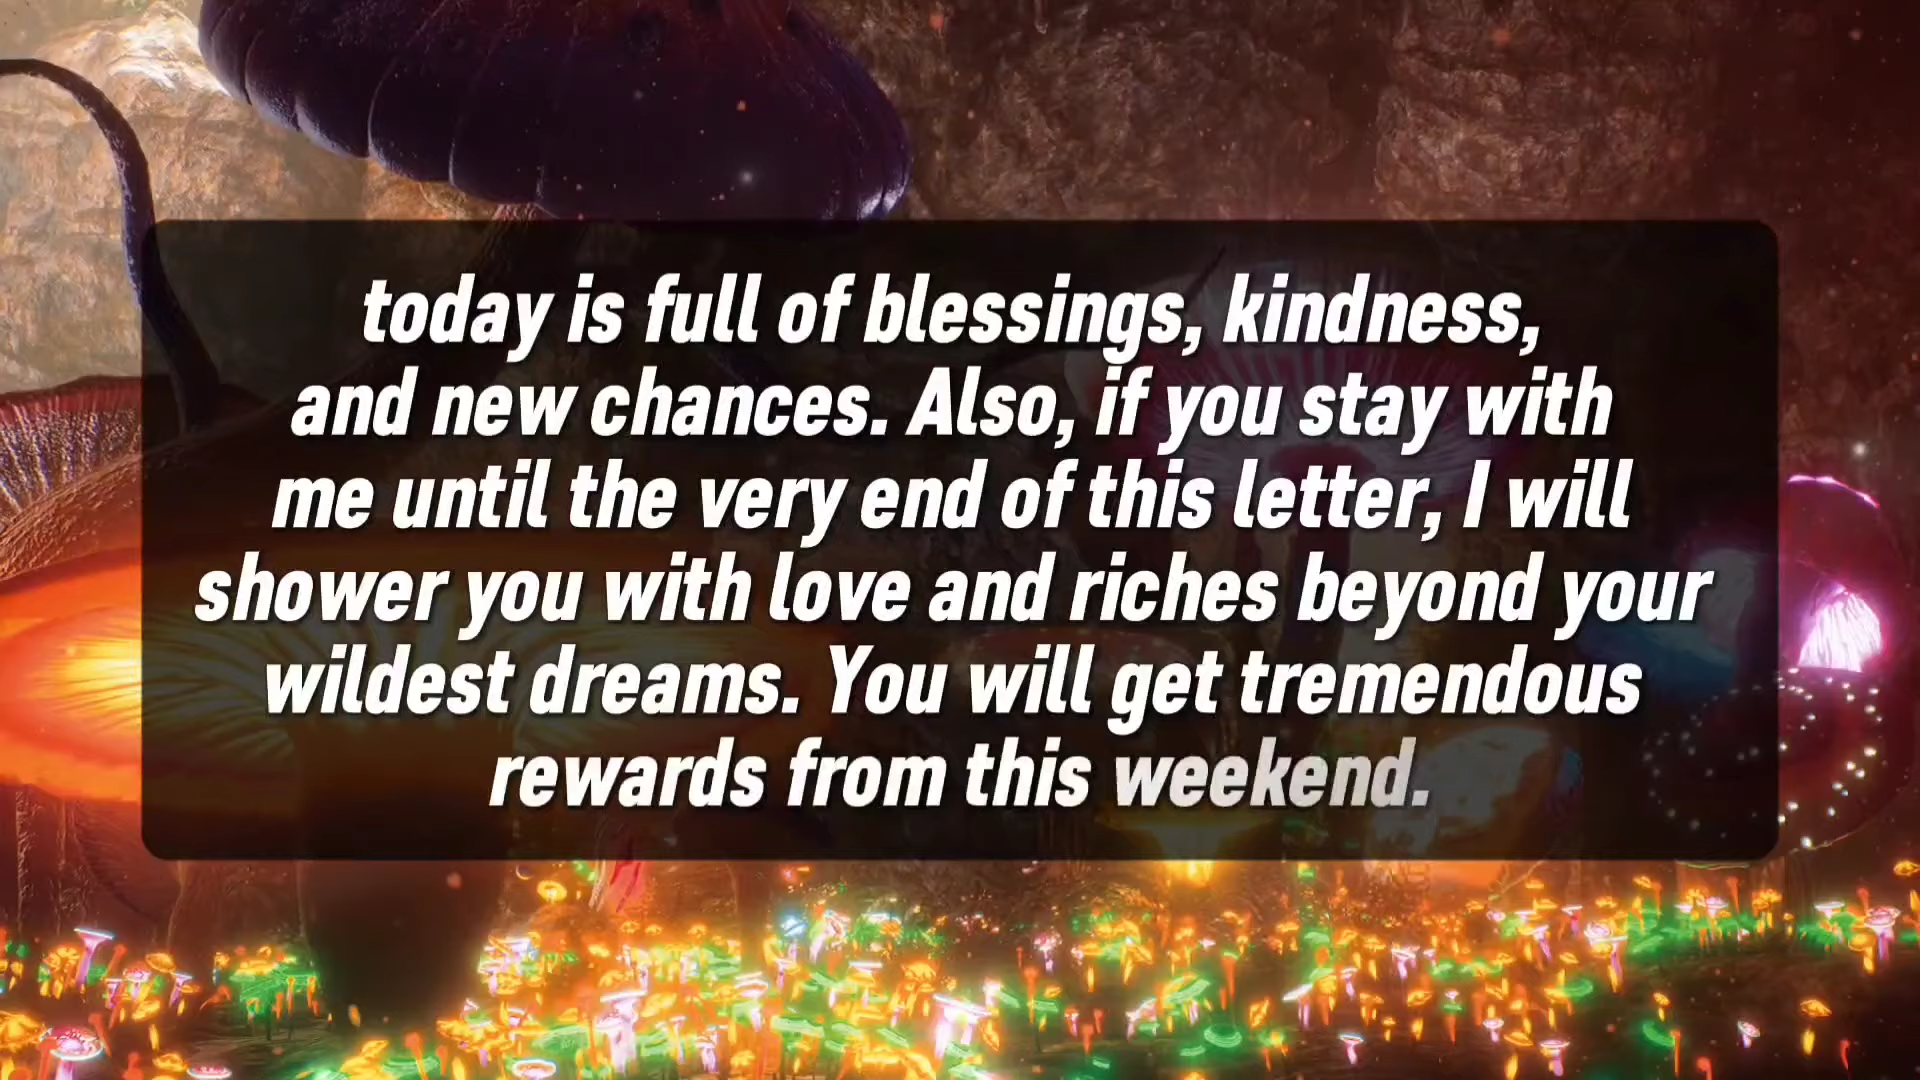 today is full of blessings, kindness,
and new chances. Also, if you stay with
me until the very end of this letter, I will
shower you with love and riches beyond your
wildest dreams. You will get tremendous
rewards from this weekend.